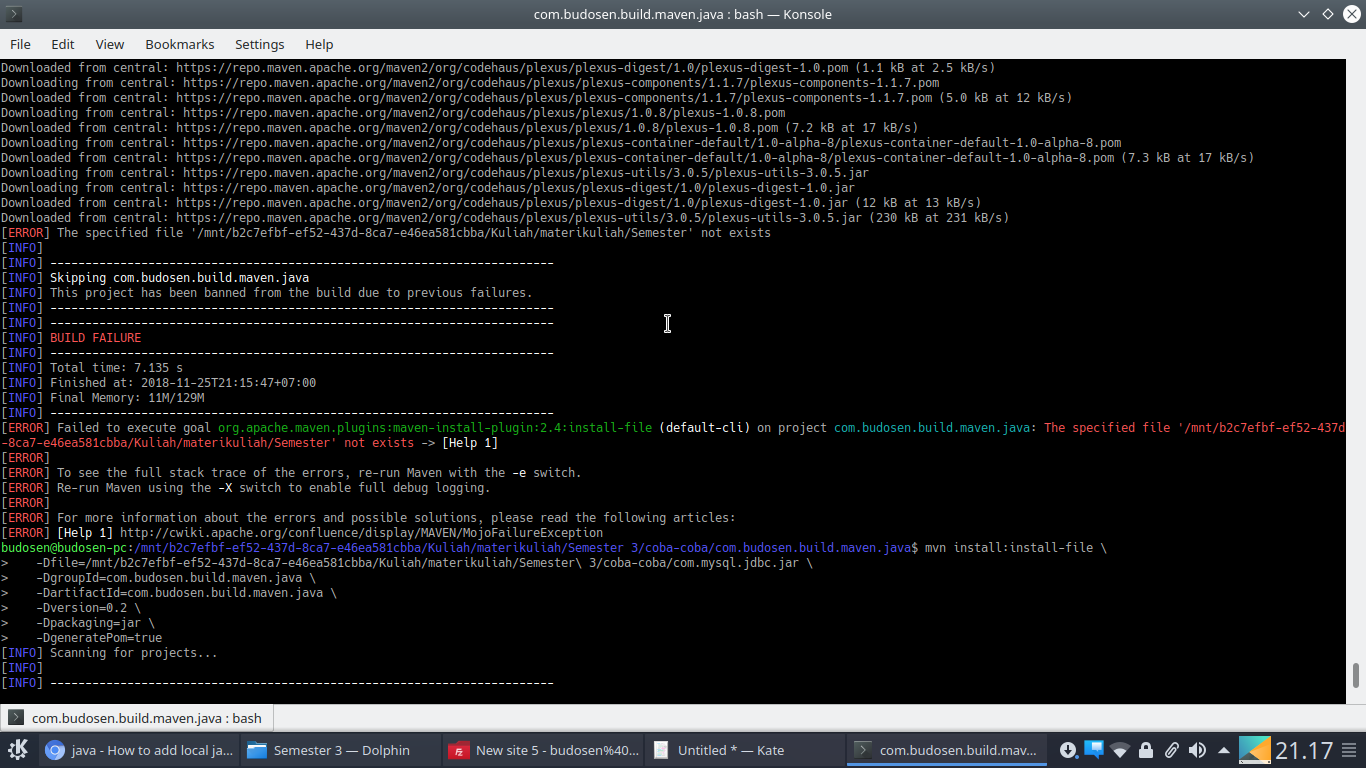 com.budosen.build.maven.java : bash — Konsole
File Edit View Bookmarks Settings Help
Downloaded from central: https://repo.maven.apache.org/maven2/org/codehaus/plexus/plexus-digest/1.0/plexus-digest-1.0.pom (1.1 kB at 2.5 kB/s)
Downloading from central: https://repo.maven.apache.org/maven2/org/codehaus/plexus/plexus-components/1.1.7/plexus-components-1.1.7.pom
Downloaded from central: https://repo.maven.apache.org/maven2/org/codehaus/plexus/plexus-components/1.1.7/plexus-components-1.1.7.pom (5.0 kB at 12 kB/s)
Downloading from central: https://repo.maven.apache.org/maven2/org/codehaus/plexus/plexus/1.0.8/plexus-1.0.8.pom
Downloaded from central: https://repo.maven.apache.org/maven2/org/codehaus/plexus/plexus/1.0.8/plexus-1.0.8.pom (7.2 kB at 17 kB/s)
Downloading from central: https://repo.maven.apache.org/maven2/org/codehaus/plexus/plexus-container-default/1.0-alpha-8/plexus-container-default-1.0-alpha-8.pom
Downloaded from central: https://repo.maven.apache.org/maven2/org/codehaus/plexus/plexus-container-default/1.0-alpha-8/plexus-container-default-1.0-alpha-8.pom (7.3 kB at 17 kB/s)
Downloading from central: https://repo.maven.apache.org/maven2/org/codehaus/plexus/plexus-utils/3.0.5/plexus-utils-3.0.5.jar
Downloading from central: https://repo.maven.apache.org/maven2/org/codehaus/plexus/plexus-digest/1.0/plexus-digest-1.0.jar
Downloaded from central: https://repo.maven.apache.org/maven2/org/codehaus/plexus/plexus-digest/1.0/plexus-digest-1.0.jar (12 kB at 13 kB/s)
Downloaded from central: https://repo.maven.apache.org/maven2/org/codehaus/plexus/plexus-utils/3.0.5/plexus-utils-3.0.5.jar (230 kB at 231 kB/s)
[ERROR] The specified file '/mnt/b2c7efbf-ef52-437d-8ca7-e46ea581cbba/Kuliah/materikuliah/Semester' not exists
[INFO]
[INFO] ------------------------------------------------------------------------
[INFO] Skipping com.budosen.build.maven.java
[INFO] This project has been banned from the build due to previous failures.
[INFO] ------------------------------------------------------------------------
[INFO] ------------------------------------------------------------------------
[INFO] BUILD FAILURE
[INFO] ------------------------------------------------------------------------
[INFO] Total time: 7.135 s
[INFO] Finished at: 2018-11-25T21:15:47+07:00
[INFO] Final Memory: 11M/129M
[INFO] ------------------------------------------------------------------------
[ERROR] Failed to execute goal org.apache.maven.plugins:maven-install-plugin:2.4:install-file (default-cli) on project com.budosen.build.maven.java: The specified file '/mnt/b2c7efbf-ef52-437d
-8ca7-e46ea581cbba/Kuliah/materikuliah/Semester' not exists -> [Help 1]
[ERROR]
[ERROR] To see the full stack trace of the errors, re-run Maven with the -e switch.
[ERROR] Re-run Maven using the -X switch to enable full debug logging.
[ERROR]
[ERROR] For more information about the errors and possible solutions, please read the following articles:
[ERROR] [Help 1] http://cwiki.apache.org/confluence/display/MAVEN/MojoFailureException
budosen@budosen-pc:/mnt/b2c7efbf-ef52-437d-8ca7-e46ea581cbba/Kuliah/materikuliah/Semester 3/coba-coba/com.budosen.build.maven.java$ mvn install:install-file \
>    -Dfile=/mnt/b2c7efbf-ef52-437d-8ca7-e46ea581cbba/Kuliah/materikuliah/Semester\ 3/coba-coba/com.mysql.jdbc.jar \
>    -DgroupId=com.budosen.build.maven.java \
>    -DartifactId=com.budosen.build.maven.java \
>    -Dversion=0.2 \
>    -Dpackaging=jar \
>    -DgeneratePom=true
[INFO] Scanning for projects...
[INFO]
[INFO] ------------------------------------------------------------------------
com.budosen.build.maven.java : bash
java - How to add local ja... Semester 3 — Dolphin New site 5 - budosen%40... Untitled * — Kate com.budosen.build.mav... 21.17